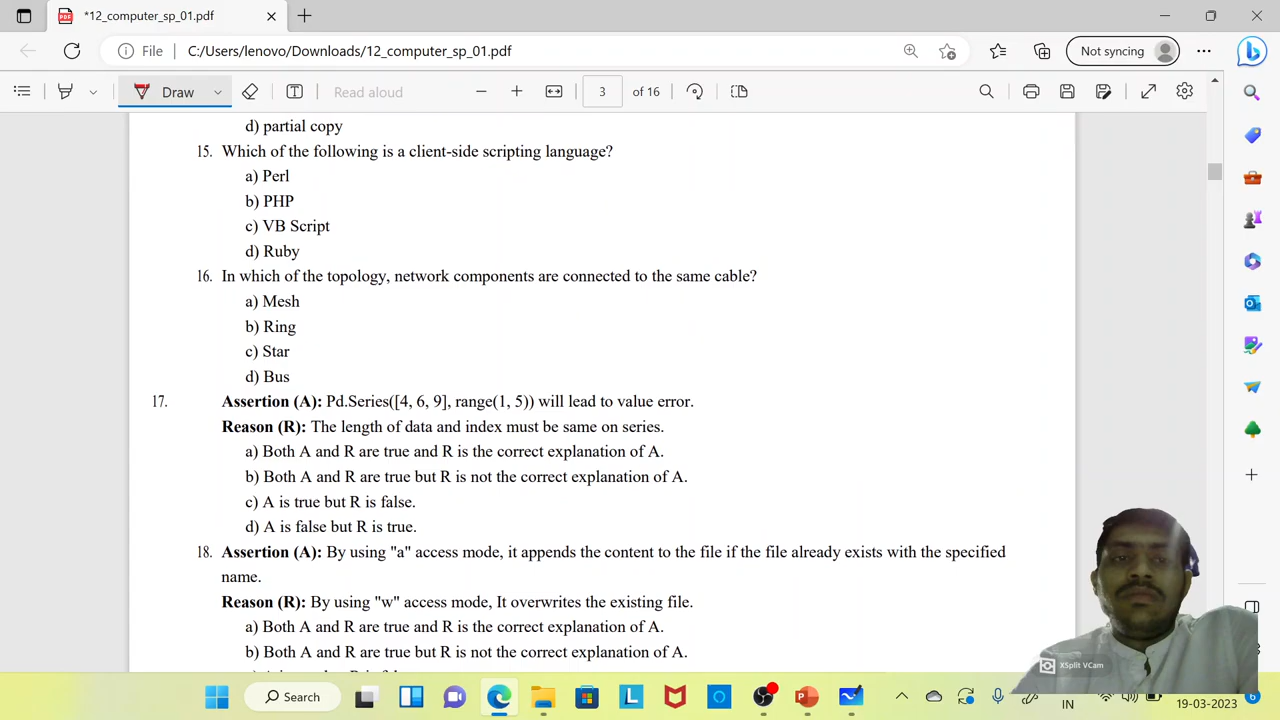 *12_computer_sp_01.pdf
File
C:/Users/lenovo/Downloads/12_computer_sp_01.pdf
Not syncing
Draw
Read aloud
3
of 16
d) partial copy
15. Which of the following is a client-side scripting language?
a) Perl
b) PHP
c) VB Script
d) Ruby
16. In which of the topology, network components are connected to the same cable?
a) Mesh
b) Ring
c) Star
d) Bus
17. Assertion (A): Pd.Series([4, 6, 9], range(1, 5)) will lead to value error.
Reason (R): The length of data and index must be same on series.
a) Both A and R are true and R is the correct explanation of A.
b) Both A and R are true but R is not the correct explanation of A.
c) A is true but R is false.
d) A is false but R is true.
18. Assertion (A): By using "a" access mode, it appends the content to the file if the file already exists with the specified
name.
Reason (R): By using "w" access mode, It overwrites the existing file.
a) Both A and R are true and R is the correct explanation of A.
b) Both A and R are true but R is not the correct explanation of A.
XSplit VCam
Search
IN
19-03-2023
6